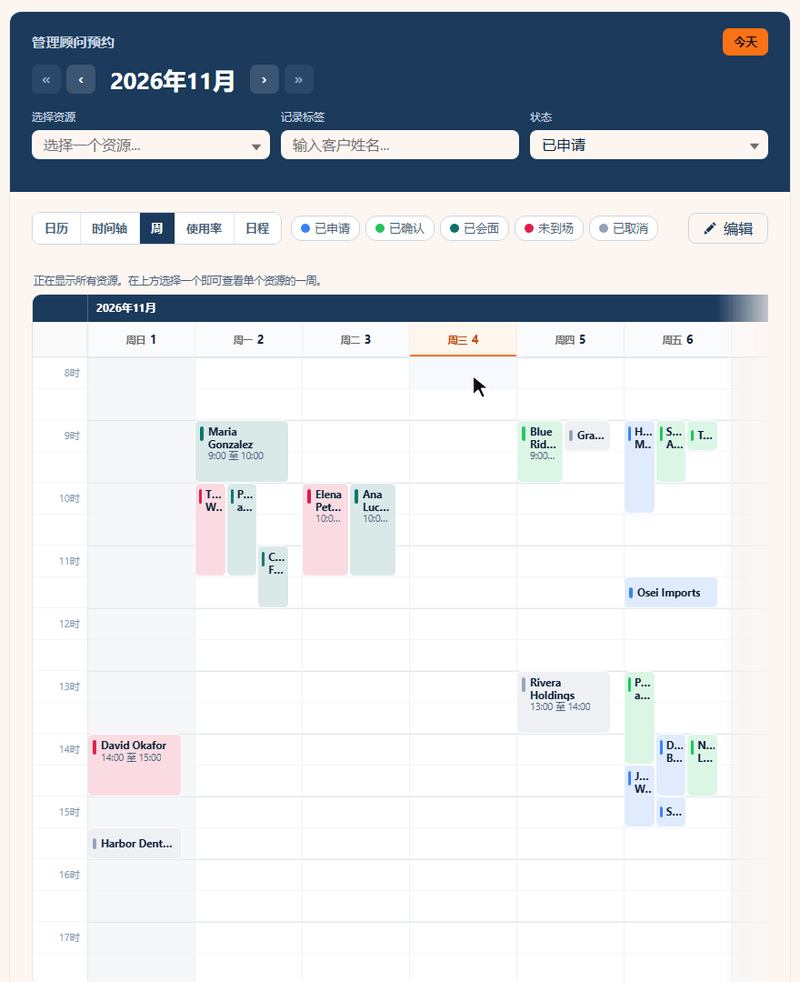 管理顾问预约
今天
« ‹ 2026年11月 › »
选择资源 记录标签 状态
选择一个资源... 输入客户姓名... 已申请
日历 时间轴 周 使用率 日程 已申请 已确认 已会面 未到场 已取消 编辑
正在显示所有资源。在上方选择一个即可查看单个资源的一周。
2026年11月
周日 1 周一 2 周二 3 周三 4 周四 5 周五 6
8时
9时
Maria
Gonzalez
9:00 至 10:00
Blue
Rid...
9:00...
Gra...
H...
M..
S...
A...
T...
10时
T...
W..
P...
a...
Elena
Pet...
10:0...
Ana
Luc...
10:0...
11时
C...
F...
Osei Imports
12时
13时
Rivera
Holdings
13:00 至 14:00
P...
a...
14时
David Okafor
14:00 至 15:00
D...
B...
N...
L...
J...
W..
15时
S...
Harbor Dent...
16时
17时